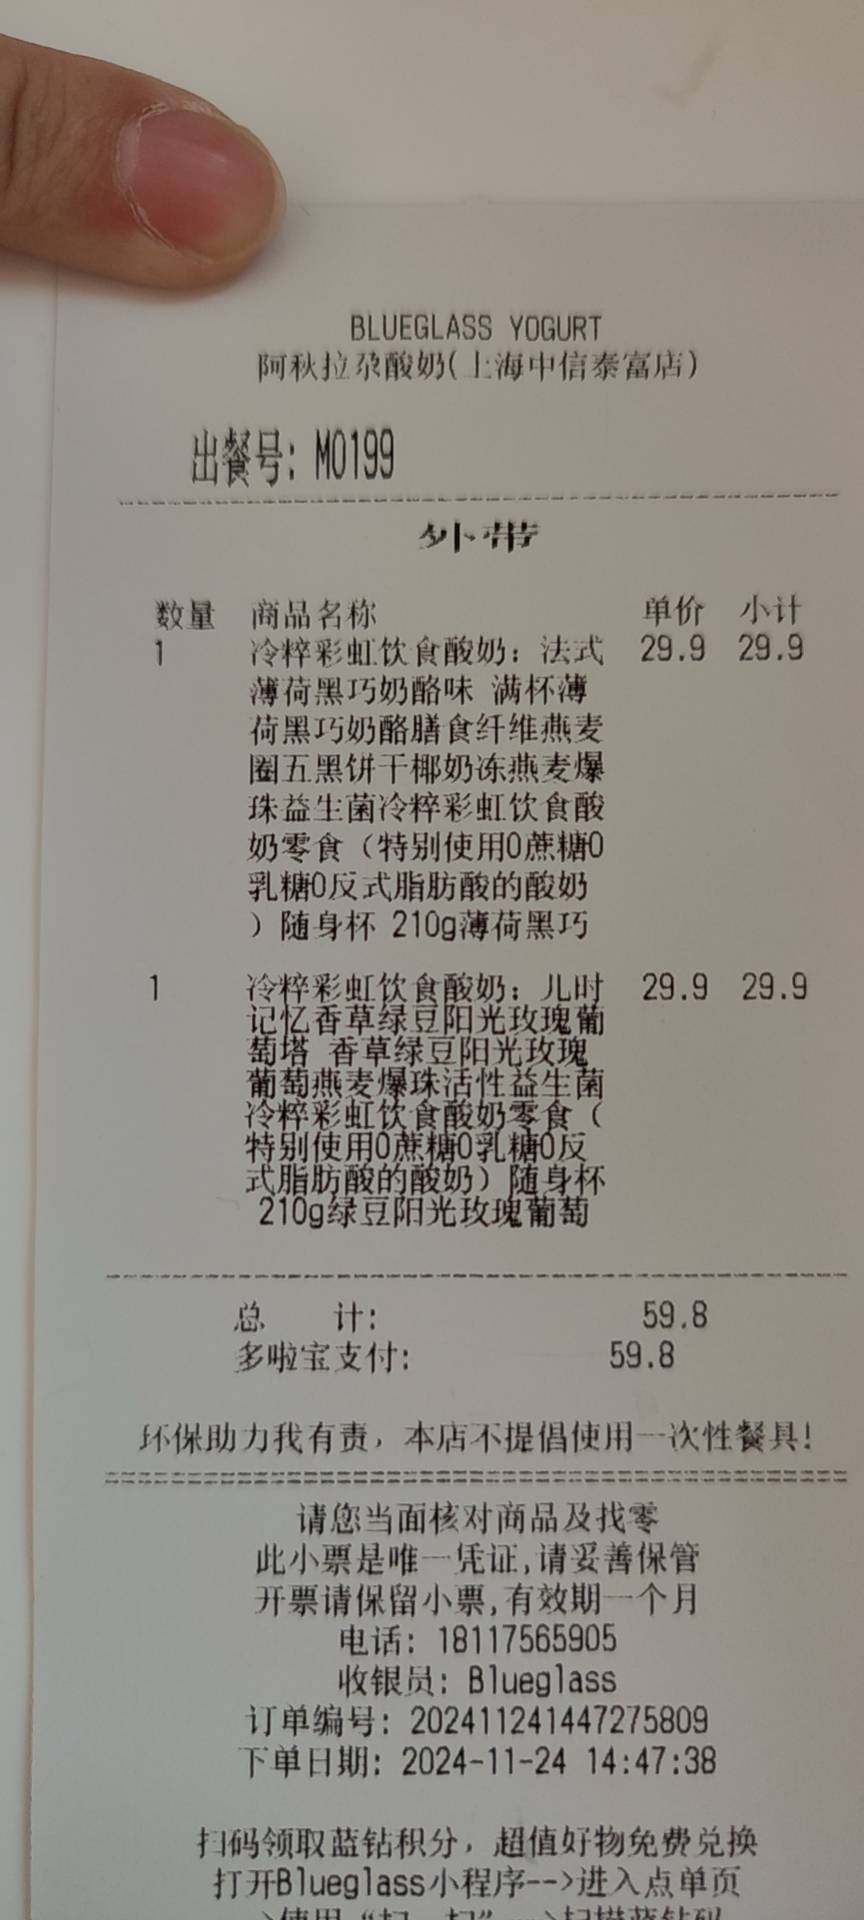 BLUEGLASS YOGURT
阿秋拉尕酸奶(上海中信泰富店)
出餐号: M0199
外带
数量 商品名称 单价 小计
1 冷粹彩虹饮食酸奶: 法式 29.9 29.9
薄荷黑巧奶酪味 满杯薄
荷黑巧奶酪膳食纤维燕麦
圈五黑饼干椰奶冻燕麦爆
珠益生菌冷粹彩虹饮食酸
奶零食（特别使用0蔗糖0
乳糖0反式脂肪酸的酸奶
）随身杯 210g薄荷黑巧
1 冷粹彩虹饮食酸奶: 儿时 29.9 29.9
记忆香草绿豆阳光玫瑰葡
萄塔 香草绿豆阳光玫瑰
葡萄燕麦爆珠活性益生菌
冷粹彩虹饮食酸奶零食（
特别使用0蔗糖0乳糖0反
式脂肪酸的酸奶）随身杯
210g绿豆阳光玫瑰葡萄
总 计: 59.8
多啦宝支付: 59.8
环保助力我有责，本店不提倡使用一次性餐具!
请您当面核对商品及找零
此小票是唯一凭证,请妥善保管
开票请保留小票,有效期一个月
电话: 18117565905
收银员: Blueglass
订单编号: 202411241447275809
下单日期: 2024-11-24 14:47:38
扫码领取蓝钻积分，超值好物免费兑换
打开Blueglass小程序-->进入点单页
-->使用“扫一扫”-->扫描蓝钻码